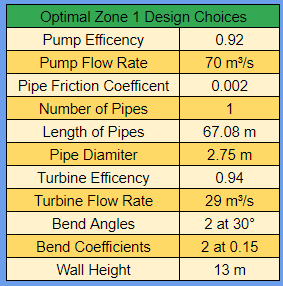 Optimal Zone 1 Design Choices
Pump Efficency 0.92
Pump Flow Rate 70 m³/s
Pipe Friction Coefficent 0.002
Number of Pipes 1
Length of Pipes 67.08 m
Pipe Diamiter 2.75 m
Turbine Efficency 0.94
Turbine Flow Rate 29 m³/s
Bend Angles 2 at 30°
Bend Coefficients 2 at 0.15
Wall Height 13 m